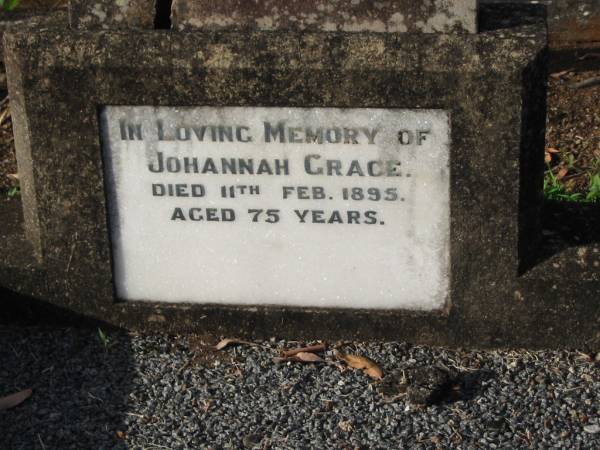 IN LOVING MEMORY OF
JOHANNAH GRACE.
DIED 11TH FEB. 1895.
AGED 75 YEARS.